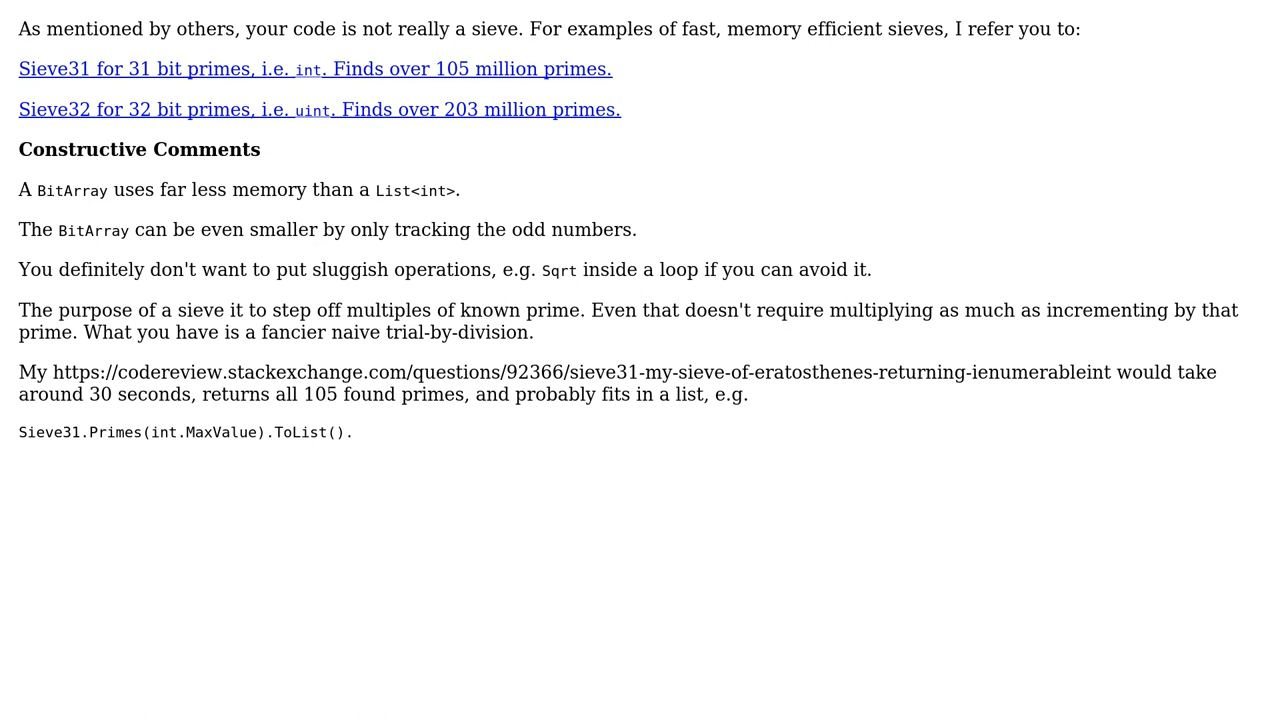 As mentioned by others, your code is not really a sieve. For examples of fast, memory efficient sieves, I refer you to:
Sieve31 for 31 bit primes, i.e. int. Finds over 105 million primes.
Sieve32 for 32 bit primes, i.e. uint. Finds over 203 million primes.
Constructive Comments
A BitArray uses far less memory than a List<int>.
The BitArray can be even smaller by only tracking the odd numbers.
You definitely don't want to put sluggish operations, e.g. Sqrt inside a loop if you can avoid it.
The purpose of a sieve it to step off multiples of known prime. Even that doesn't require multiplying as much as incrementing by that
prime. What you have is a fancier naive trial-by-division.
My https://codereview.stackexchange.com/questions/92366/sieve31-my-sieve-of-eratosthenes-returning-ienumerableint would take
around 30 seconds, returns all 105 found primes, and probably fits in a list, e.g.
Sieve31.Primes(int.MaxValue).ToList().